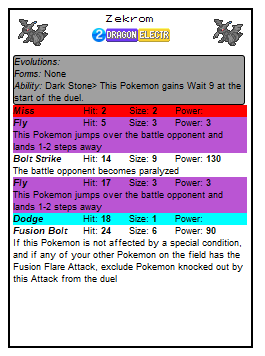 Zekrom
2 DRAGON ELECTR
Evolutions:
Forms: None
Ability: Dark Stone> This Pokemon gains Wait 9 at the
start of the duel.
Miss Hit: 2 Size: 2 Power:
Fly Hit: 5 Size: 3 Power: 3
This Pokemon jumps over the battle opponent and
lands 1-2 steps away
Bolt Strike Hit: 14 Size: 9 Power: 130
The battle opponent becomes paralyzed
Fly Hit: 17 Size: 3 Power: 3
This Pokemon jumps over the battle opponent and
lands 1-2 steps away
Dodge Hit: 18 Size: 1 Power:
Fusion Bolt Hit: 24 Size: 6 Power: 90
If this Pokemon is not affected by a special condition,
and if any of your other Pokemon on the field has the
Fusion Flare Attack, exclude Pokemon knocked out by
this Attack from the duel